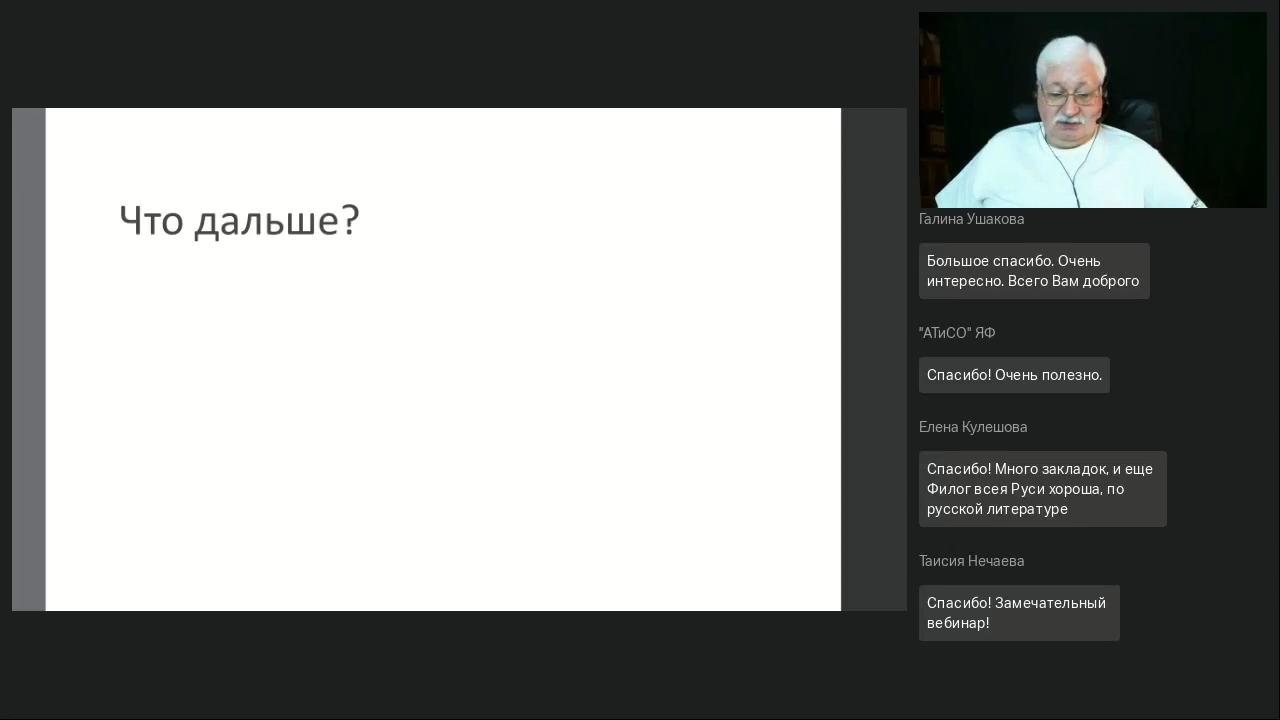 Что дальше?
Галина Ушакова
Большое спасибо. Очень
интересно. Всего Вам доброго
"АТиСО" ЯФ
Спасибо! Очень полезно.
Елена Кулешова
Спасибо! Много закладок, и еще
Филог всея Руси хороша, по
русской литературе
Таисия Нечаева
Спасибо! Замечательный
вебинар!